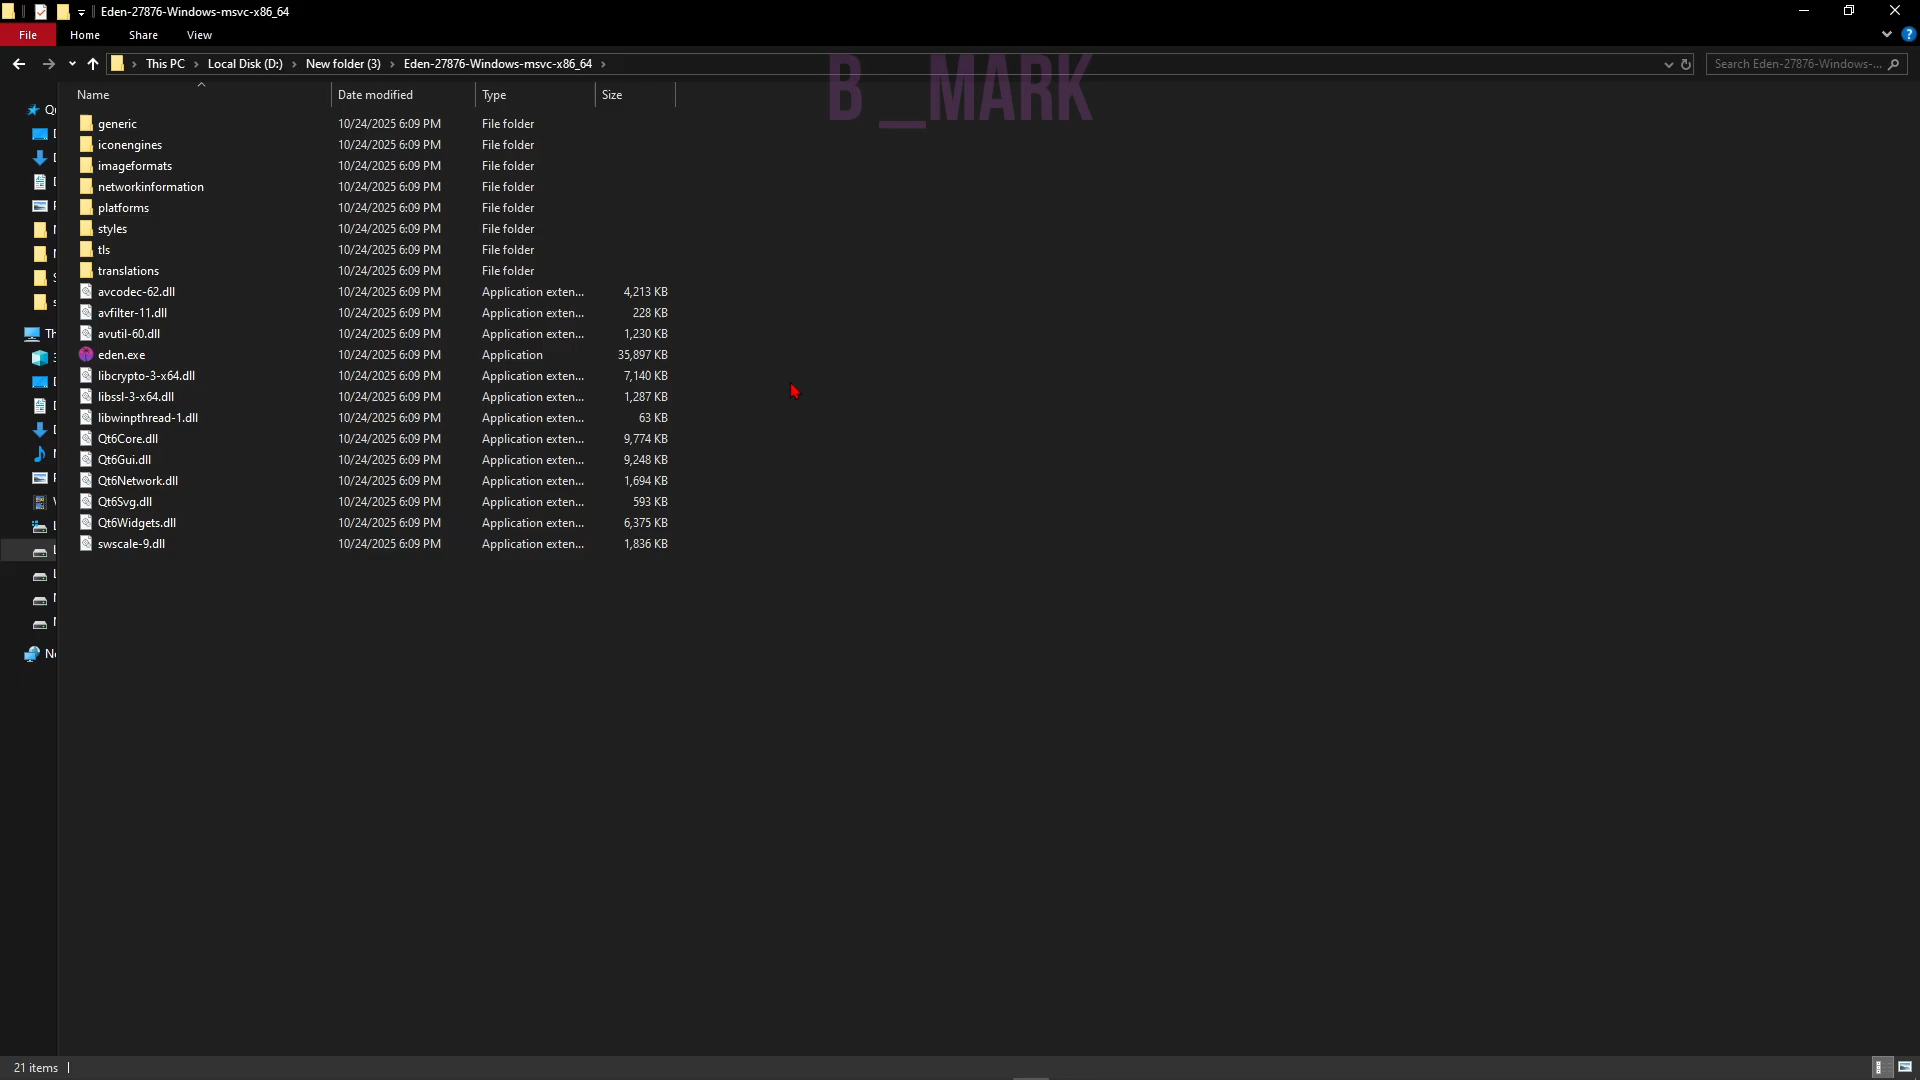 Eden-27876-Windows-msvc-x86_64
File Home Share View
This PC Local Disk (D:) New folder (3) Eden-27876-Windows-msvc-x86_64 Search Eden-27876-Windows-...
B_MARK
Name Date modified Type Size
generic 10/24/2025 6:09 PM File folder
iconengines 10/24/2025 6:09 PM File folder
imageformats 10/24/2025 6:09 PM File folder
networkinformation 10/24/2025 6:09 PM File folder
platforms 10/24/2025 6:09 PM File folder
styles 10/24/2025 6:09 PM File folder
tls 10/24/2025 6:09 PM File folder
translations 10/24/2025 6:09 PM File folder
avcodec-62.dll 10/24/2025 6:09 PM Application exten... 4,213 KB
avfilter-11.dll 10/24/2025 6:09 PM Application exten... 228 KB
avutil-60.dll 10/24/2025 6:09 PM Application exten... 1,230 KB
eden.exe 10/24/2025 6:09 PM Application 35,897 KB
libcrypto-3-x64.dll 10/24/2025 6:09 PM Application exten... 7,140 KB
libssl-3-x64.dll 10/24/2025 6:09 PM Application exten... 1,287 KB
libwinpthread-1.dll 10/24/2025 6:09 PM Application exten... 63 KB
Qt6Core.dll 10/24/2025 6:09 PM Application exten... 9,774 KB
Qt6Gui.dll 10/24/2025 6:09 PM Application exten... 9,248 KB
Qt6Network.dll 10/24/2025 6:09 PM Application exten... 1,694 KB
Qt6Svg.dll 10/24/2025 6:09 PM Application exten... 593 KB
Qt6Widgets.dll 10/24/2025 6:09 PM Application exten... 6,375 KB
swscale-9.dll 10/24/2025 6:09 PM Application exten... 1,836 KB
21 items